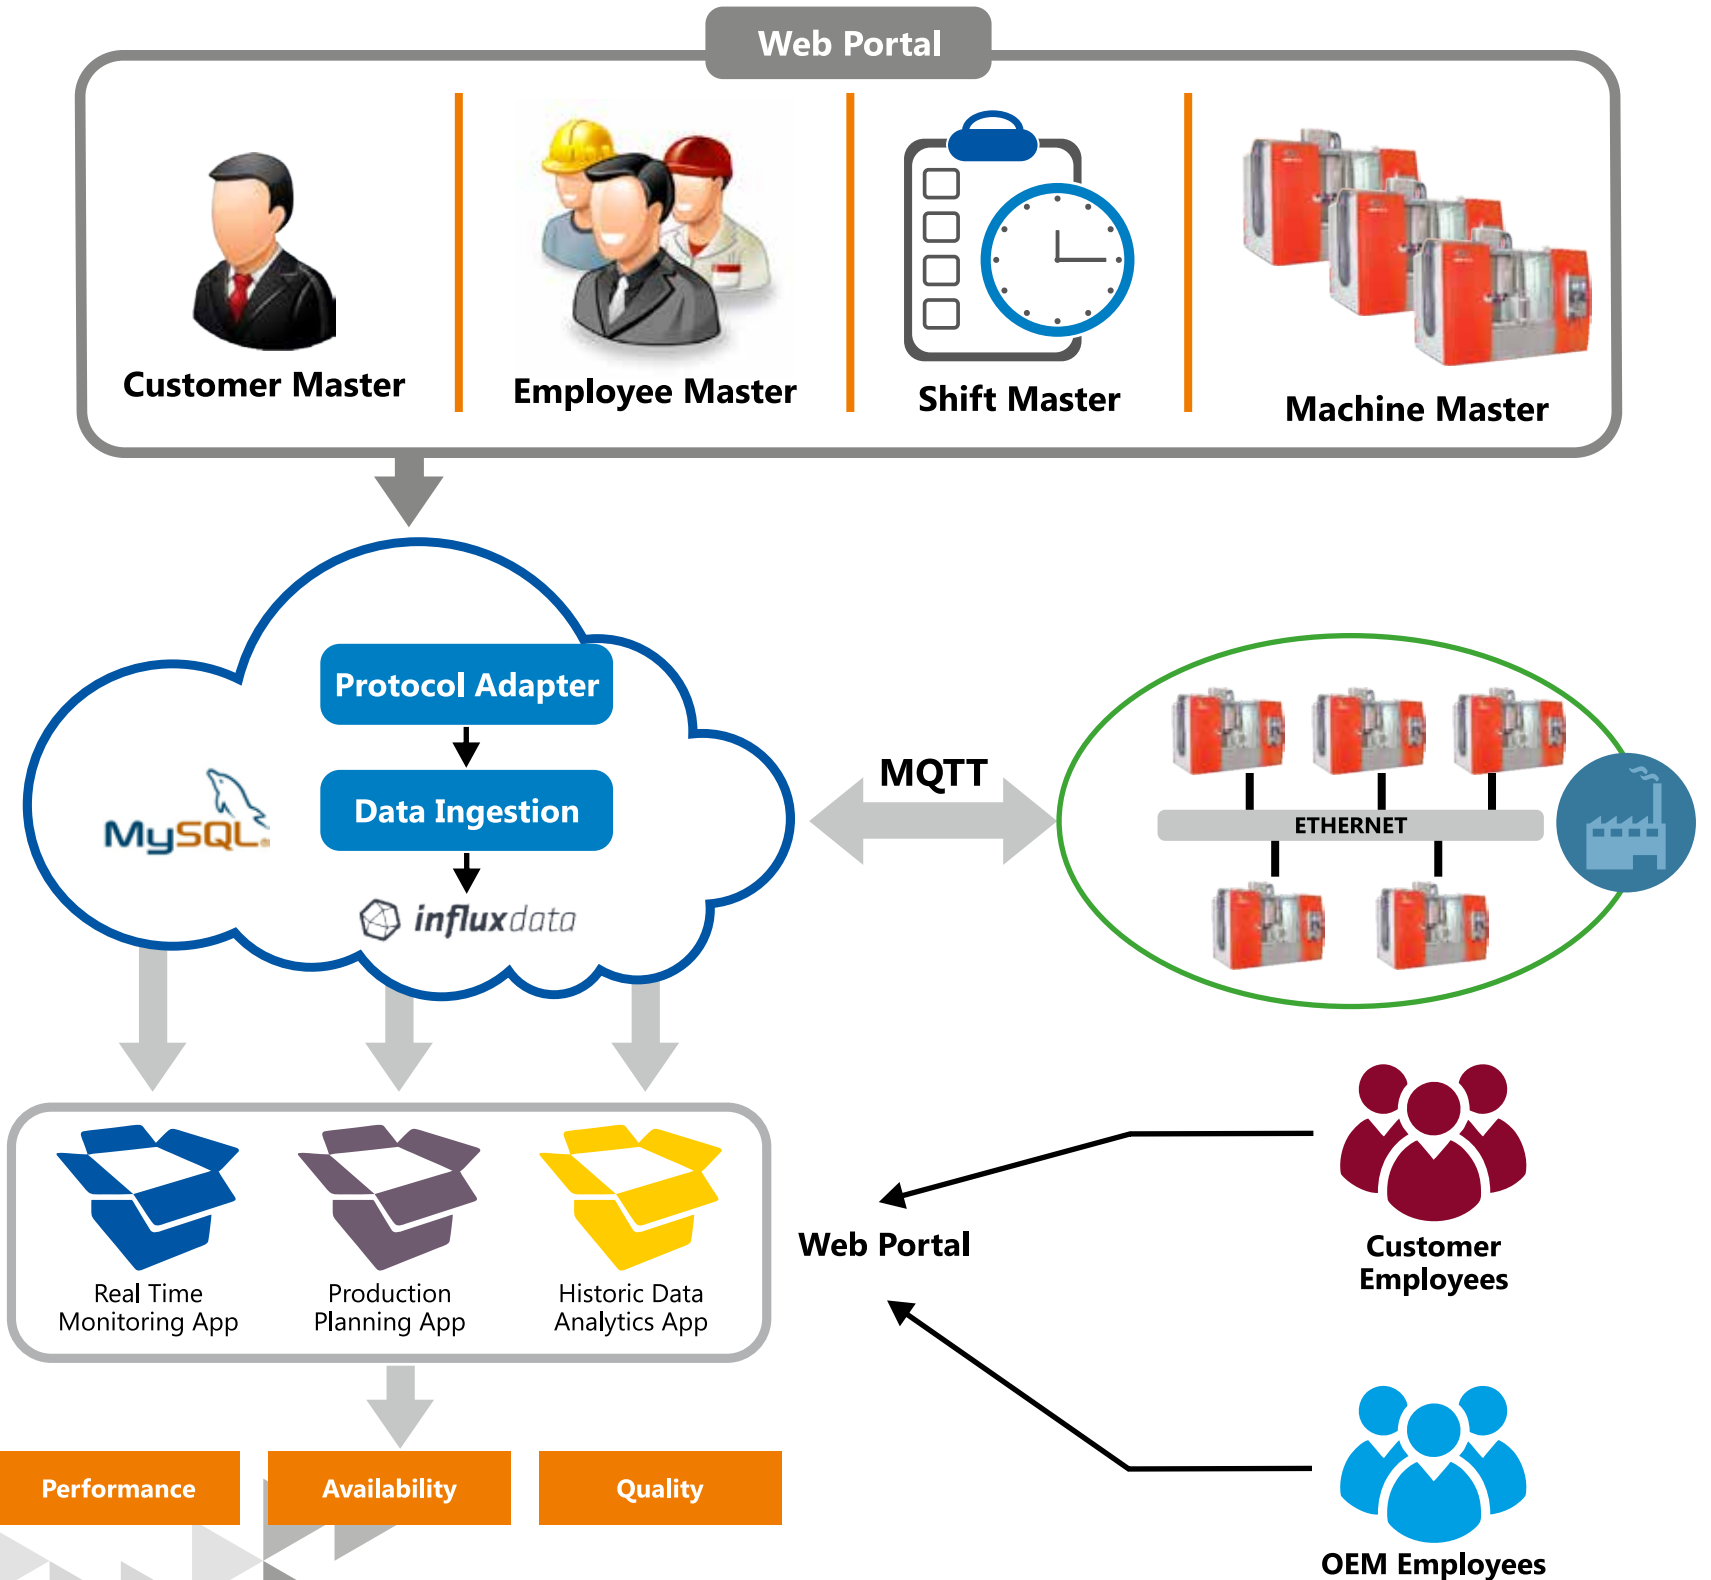 Web Portal
Customer Master
Employee Master
Shift Master
Machine Master
Protocol Adapter
Data Ingestion
MySQL
influxdata
MQTT
ETHERNET
Real Time
Monitoring App
Production
Planning App
Historic Data
Analytics App
Web Portal
Customer
Employees
Performance
Availability
Quality
OEM Employees